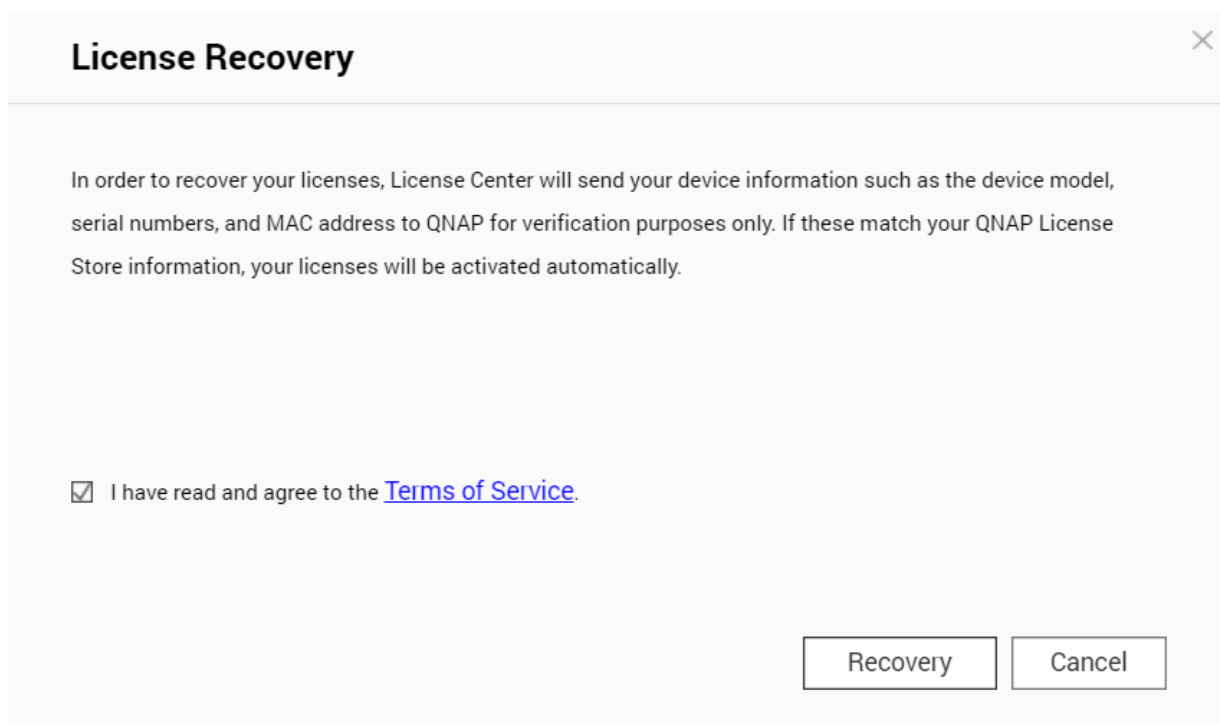 License Recovery
In order to recover your licenses, License Center will send your device information such as the device model,
serial numbers, and MAC address to QNAP for verification purposes only. If these match your QNAP License
Store information, your licenses will be activated automatically.
I have read and agree to the Terms of Service.
Recovery
Cancel